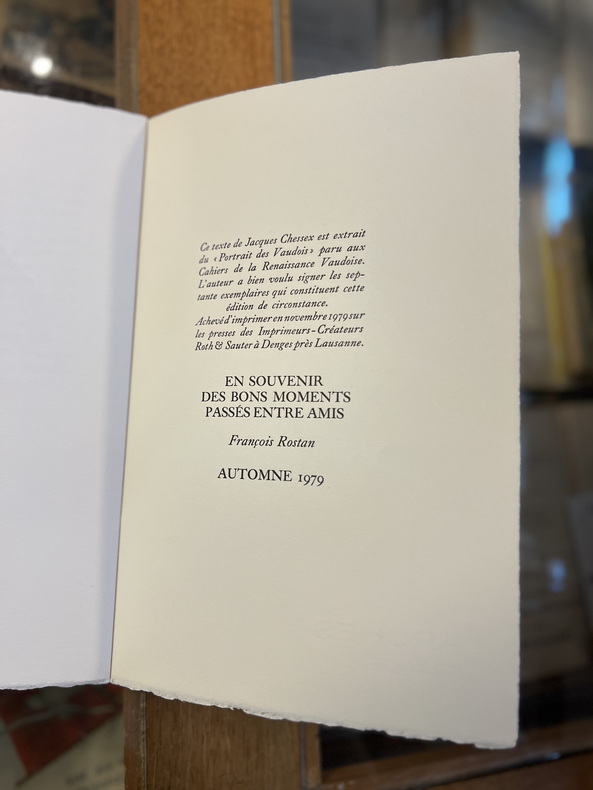 Ce texte de Jacques Chessex est extrait
du «Portrait des Vaudois» paru aux
Cahiers de la Renaissance Vaudoise.
L'auteur a bien voulu signer les sep-
tante exemplaires qui constituent cette
édition de circonstance.
Achevé d'imprimer en novembre 1979 sur
les presses des Imprimeurs-Créateurs
Roth & Sauter à Denges près Lausanne.
EN SOUVENIR
DES BONS MOMENTS
PASSÉS ENTRE AMIS
François Rostan
AUTOMNE 1979